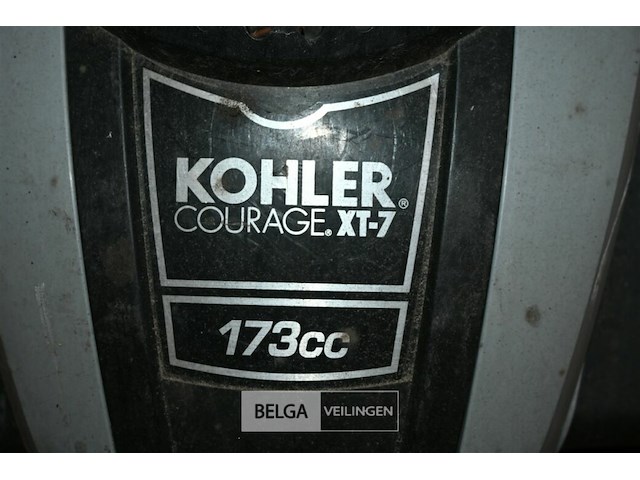 KOHLER®
COURAGE® XT-7
173cc
BELGA VEILINGEN